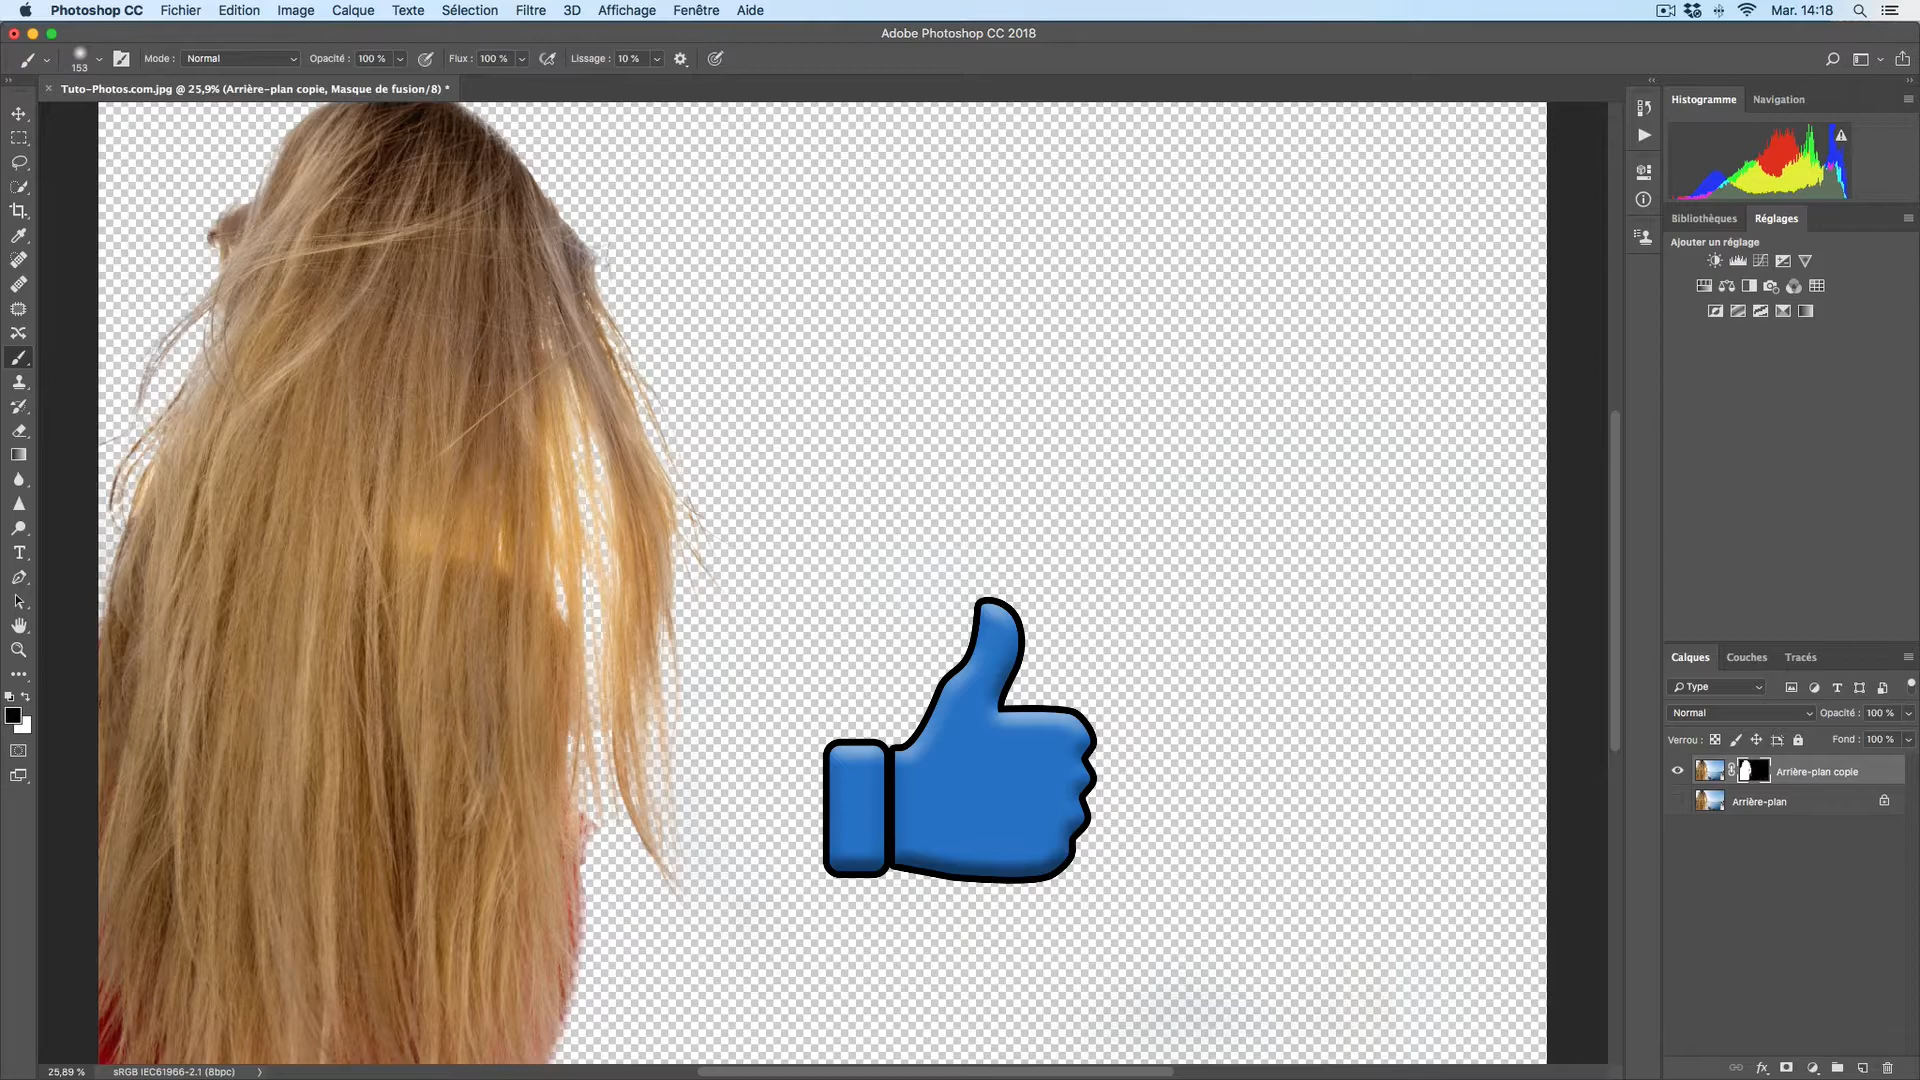 Photoshop CC Fichier Edition Image Calque Texte Sélection Filtre 3D Affichage Fenêtre Aide Mar. 14:18
Adobe Photoshop CC 2018
153 Mode : Normal Opacité : 100 % Flux : 100 % Lissage : 10 %
Tuto-Photos.com.jpg @ 25,9% (Arrière-plan copie, Masque de fusion/8) *
Histogramme Navigation
Bibliothèques Réglages
Ajouter un réglage
Calques Couches Tracés
Type
Normal Opacité : 100 %
Verrou : Fond : 100 %
Arrière-plan copie
Arrière-plan
25,89 % sRGB IEC61966-2.1 (8bpc)